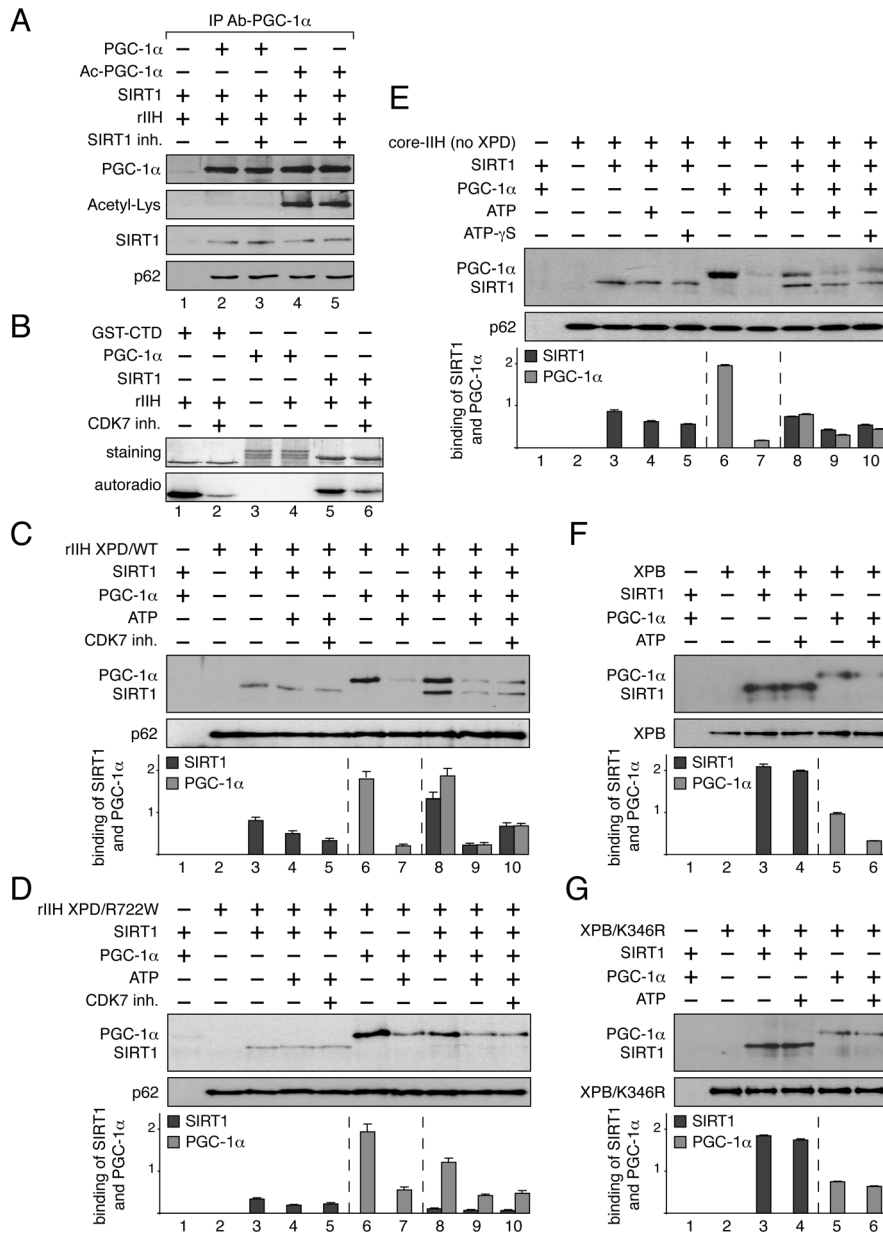 A
IP Ab-PGC-1α
PGC-1α – + + – –
Ac-PGC-1α – – – + +
SIRT1 + + + + +
rIIH + + + + +
SIRT1 inh. – – + – +
PGC-1α
Acetyl-Lys
SIRT1
p62
1 2 3 4 5
B
GST-CTD + + – – – –
PGC-1α – – + + – –
SIRT1 – – – – + +
rIIH + + – + + +
CDK7 inh. – + – – – +
staining
autoradio
1 2 3 4 5 6
C
rIIH XPD/WT – + + + + + + + + +
SIRT1 + – + + + – – + + +
PGC-1α + – – – – + + + + +
ATP – – – + + – + – + +
CDK7 inh. – – – – + – – – – +
PGC-1α
SIRT1
p62
binding of SIRT1
and PGC-1α
2
1
SIRT1
PGC-1α
1 2 3 4 5 6 7 8 9 10
D
rIIH XPD/R722W – + + + + + + + + +
SIRT1 + – + + + – – + + +
PGC-1α + – – – – + + + + +
ATP – – – + + – + – + +
CDK7 inh. – – – – + – – – – +
PGC-1α
SIRT1
p62
binding of SIRT1
and PGC-1α
2
1
SIRT1
PGC-1α
1 2 3 4 5 6 7 8 9 10
E
core-IIH (no XPD) – + + + + + + + + +
SIRT1 + – + + + – – + + +
PGC-1α + – – – – + + + + +
ATP – – – + – – + – + –
ATP-γS – – – – + – – – – +
PGC-1α
SIRT1
p62
binding of SIRT1
and PGC-1α
2
1
SIRT1
PGC-1α
1 2 3 4 5 6 7 8 9 10
F
XPB – + + + + +
SIRT1 + – + + – –
PGC-1α + – – – + +
ATP – – – + – +
PGC-1α
SIRT1
XPB
binding of SIRT1
and PGC-1α
2
1
SIRT1
PGC-1α
1 2 3 4 5 6
G
XPB/K346R – + + + + +
SIRT1 + – + + – –
PGC-1α + – – – + +
ATP – – – + – +
PGC-1α
SIRT1
XPB/K346R
binding of SIRT1
and PGC-1α
2
1
SIRT1
PGC-1α
1 2 3 4 5 6